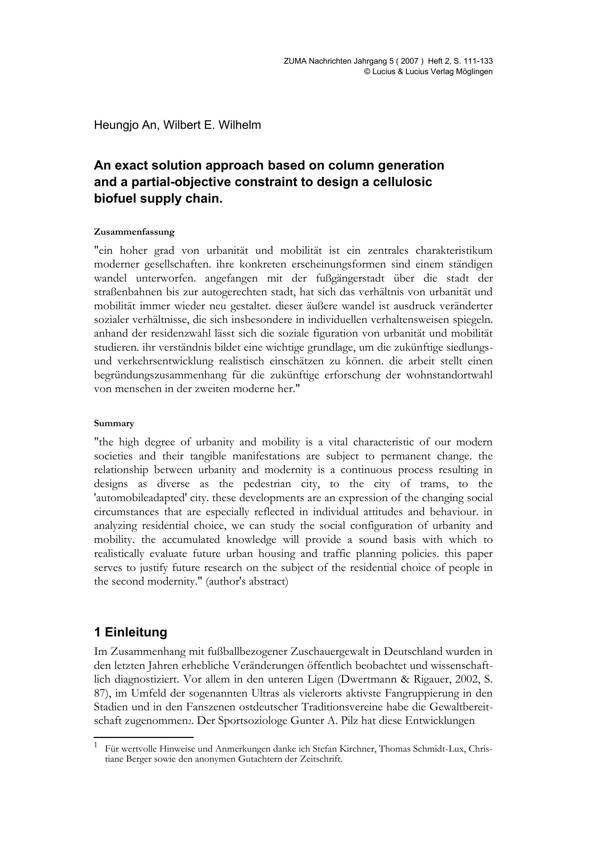 ZUMA Nachrichten Jahrgang 5 ( 2007 ) Heft 2, S. 111-133
© Lucius & Lucius Verlag Möglingen
Heungjo An, Wilbert E. Wilhelm
An exact solution approach based on column generation
and a partial-objective constraint to design a cellulosic
biofuel supply chain.
Zusammenfassung
"ein hoher grad von urbanität und mobilität ist ein zentrales charakteristikum
moderner gesellschaften. ihre konkreten erscheinungsformen sind einem ständigen
wandel unterworfen. angefangen mit der fußgängerstadt über die stadt der
straßenbahnen bis zur autogerechten stadt, hat sich das verhältnis von urbanität und
mobilität immer wieder neu gestaltet. dieser äußere wandel ist ausdruck veränderter
sozialer verhältnisse, die sich insbesondere in individuellen verhaltensweisen spiegeln.
anhand der residenzwahl lässt sich die soziale figuration von urbanität und mobilität
studieren. ihr verständnis bildet eine wichtige grundlage, um die zukünftige siedlungs-
und verkehrsentwicklung realistisch einschätzen zu können. die arbeit stellt einen
begründungszusammenhang für die zukünftige erforschung der wohnstandortwahl
von menschen in der zweiten moderne her."
Summary
"the high degree of urbanity and mobility is a vital characteristic of our modern
societies and their tangible manifestations are subject to permanent change. the
relationship between urbanity and modernity is a continuous process resulting in
designs as diverse as the pedestrian city, to the city of trams, to the
'automobileadapted' city. these developments are an expression of the changing social
circumstances that are especially reflected in individual attitudes and behaviour. in
analyzing residential choice, we can study the social configuration of urbanity and
mobility. the accumulated knowledge will provide a sound basis with which to
realistically evaluate future urban housing and traffic planning policies. this paper
serves to justify future research on the subject of the residential choice of people in
the second modernity." (author's abstract)
1 Einleitung
Im Zusammenhang mit fußballbezogener Zuschauergewalt in Deutschland wurden in
den letzten Jahren erhebliche Veränderungen öffentlich beobachtet und wissenschaft-
lich diagnostiziert. Vor allem in den unteren Ligen (Dwertmann & Rigauer, 2002, S.
87), im Umfeld der sogenannten Ultras als vielerorts aktivste Fangruppierung in den
Stadien und in den Fanszenen ostdeutscher Traditionsvereine habe die Gewaltbereit-
schaft zugenommen2. Der Sportsoziologe Gunter A. Pilz hat diese Entwicklungen
1 Für wertvolle Hinweise und Anmerkungen danke ich Stefan Kirchner, Thomas Schmidt-Lux, Chris-
tiane Berger sowie den anonymen Gutachtern der Zeitschrift.